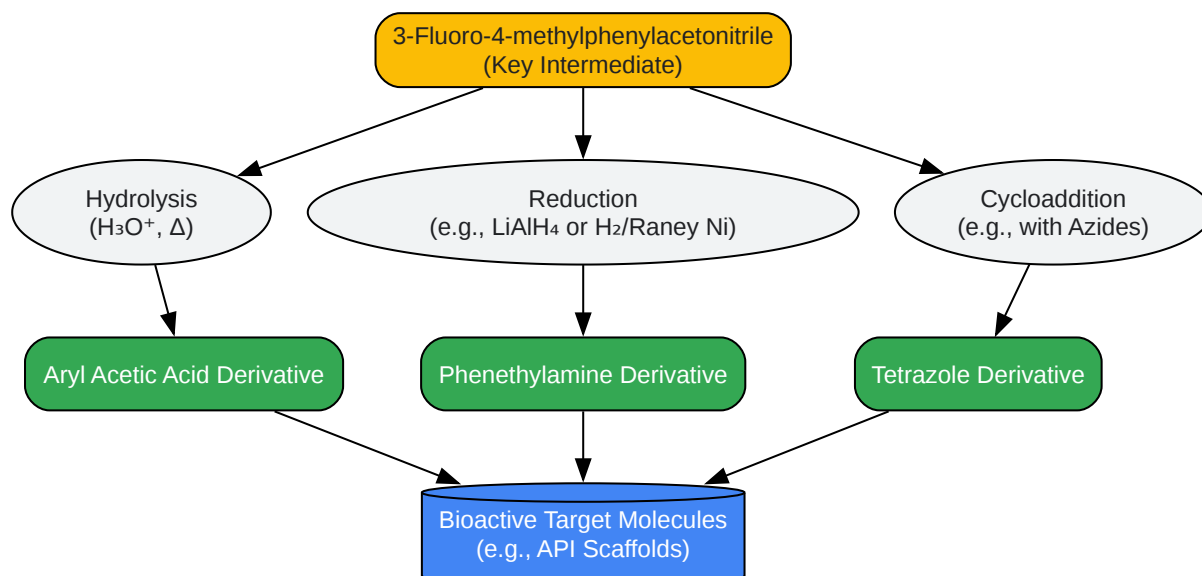 3-Fluoro-4-methylphenylacetonitrile
(Key Intermediate)
Hydrolysis
(H₃O⁺, Δ)
Reduction
(e.g., LiAlH₄ or H₂/Raney Ni)
Cycloaddition
(e.g., with Azides)
Aryl Acetic Acid Derivative
Phenethylamine Derivative
Tetrazole Derivative
Bioactive Target Molecules
(e.g., API Scaffolds)